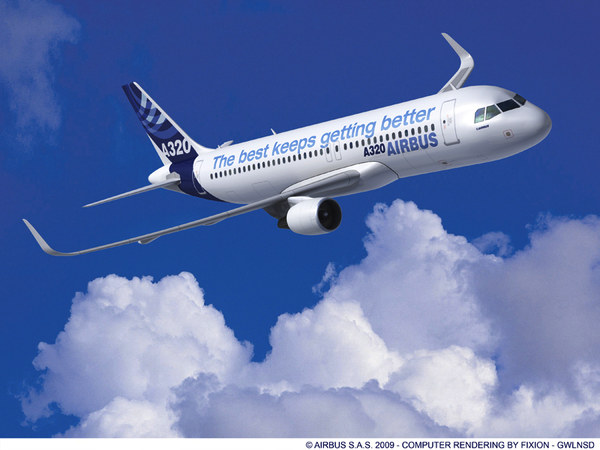 A320
The best keeps getting better
A320 AIRBUS
© AIRBUS S.A.S. 2009 - COMPUTER RENDERING BY FIXION - GWLNSD